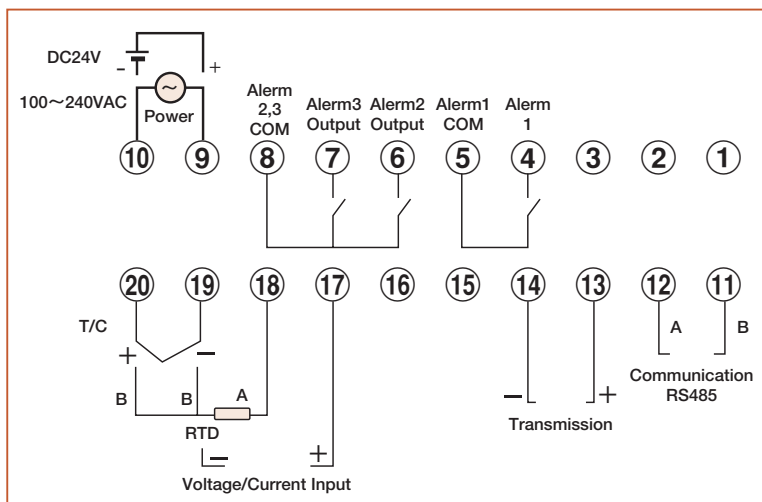 DC24V
- +
100～240VAC
Power
Alerm
2,3
COM
Alerm3
Output
Alerm2
Output
Alerm1
COM
Alerm
1
10 9 8 7 6 5 4 3 2 1
20 19 18 17 16 15 14 13 12 11
T/C
+ −
B B A
RTD
− +
Voltage/Current Input
− +
Transmission
A B
Communication
RS485